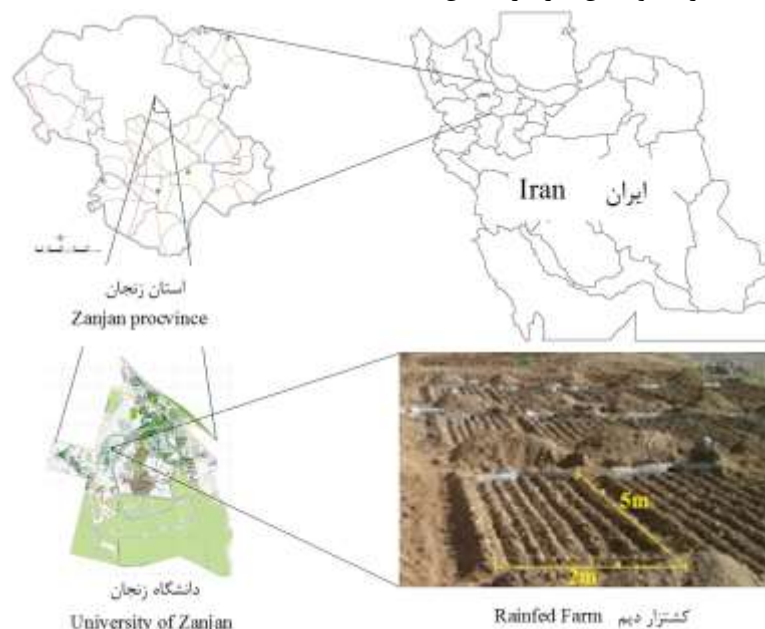 Iran ایران
استان زنجان
Zanjan procvince
5m
2m
دانشگاه زنجان
University of Zanjan
Rainfed Farm کشتزار دیم